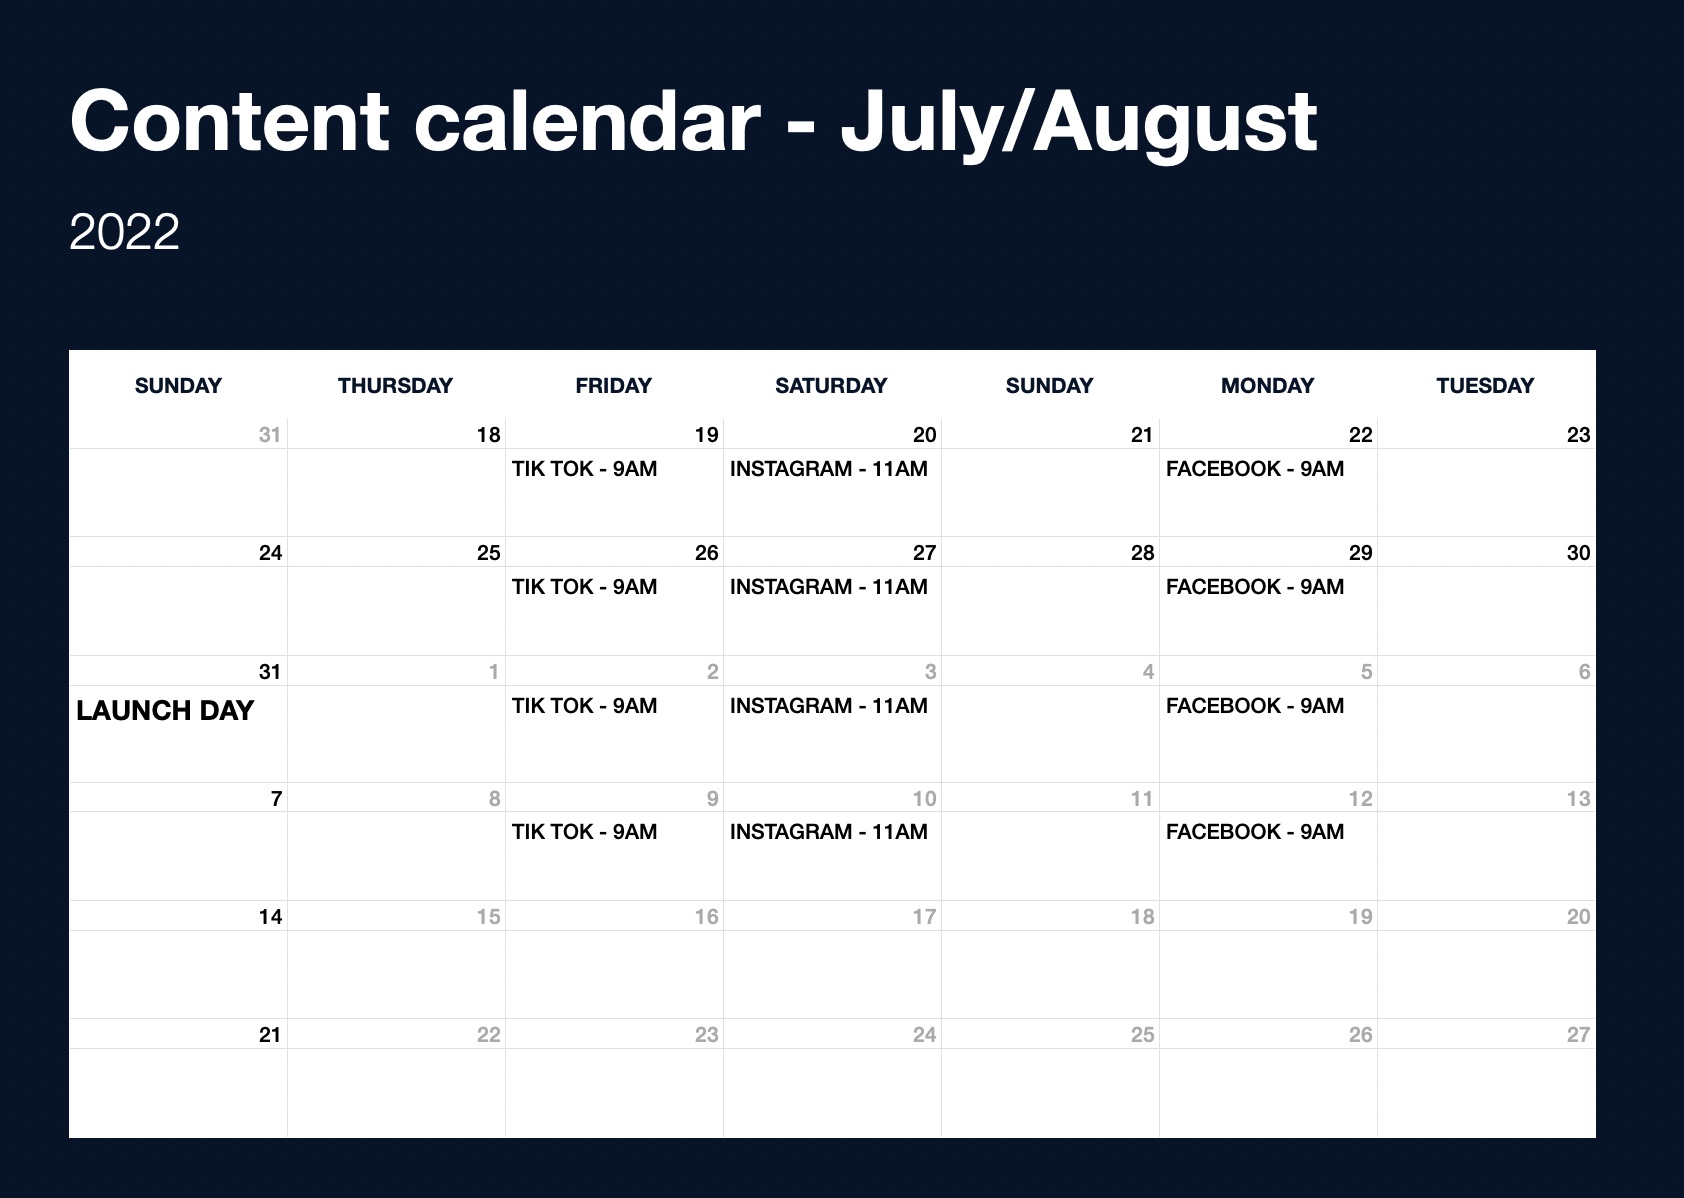 Content calendar - July/August
2022
SUNDAY THURSDAY FRIDAY SATURDAY SUNDAY MONDAY TUESDAY
31 18 19 20 21 22 23
TIK TOK - 9AM INSTAGRAM - 11AM FACEBOOK - 9AM
24 25 26 27 28 29 30
TIK TOK - 9AM INSTAGRAM - 11AM FACEBOOK - 9AM
31 1 2 3 4 5 6
LAUNCH DAY TIK TOK - 9AM INSTAGRAM - 11AM FACEBOOK - 9AM
7 8 9 10 11 12 13
TIK TOK - 9AM INSTAGRAM - 11AM FACEBOOK - 9AM
14 15 16 17 18 19 20
21 22 23 24 25 26 27